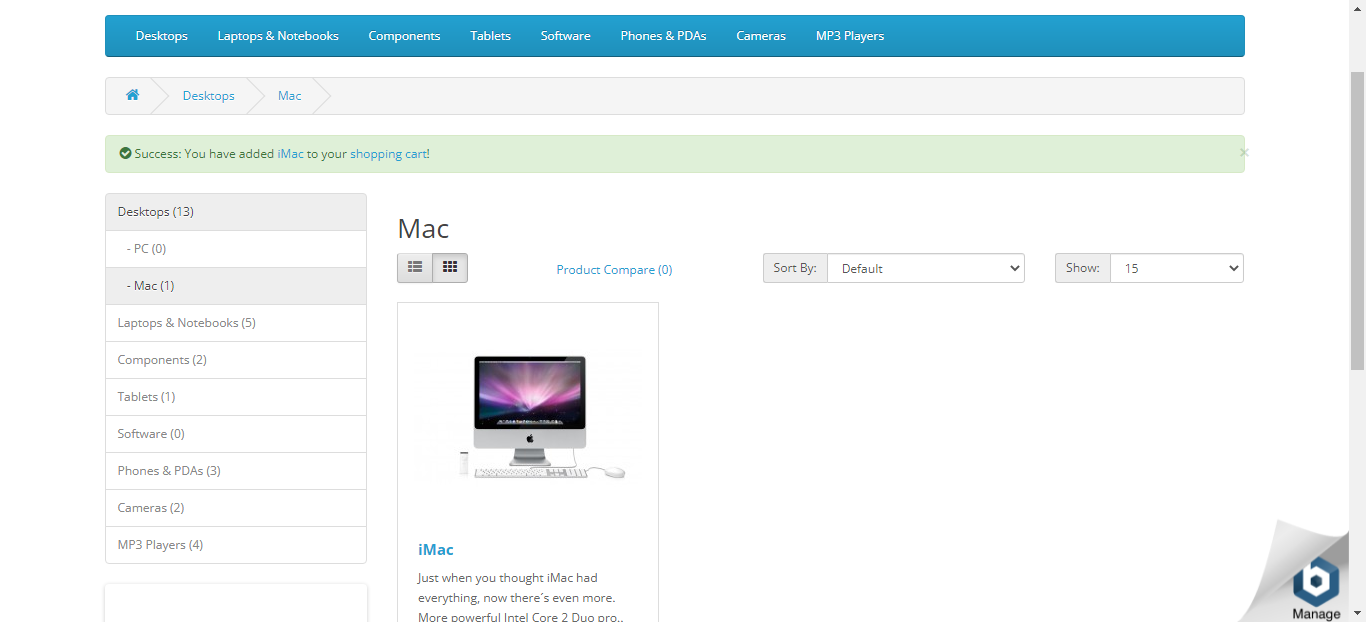 Desktops Laptops & Notebooks Components Tablets Software Phones & PDAs Cameras MP3 Players
Desktops Mac
Success: You have added iMac to your shopping cart!
×
Desktops (13)
- PC (0)
- Mac (1)
Laptops & Notebooks (5)
Components (2)
Tablets (1)
Software (0)
Phones & PDAs (3)
Cameras (2)
MP3 Players (4)
Mac
Product Compare (0)
Sort By: Default
Show: 15
iMac
Just when you thought iMac had
everything, now there´s even more.
More powerful Intel Core 2 Duo pro..
Manage